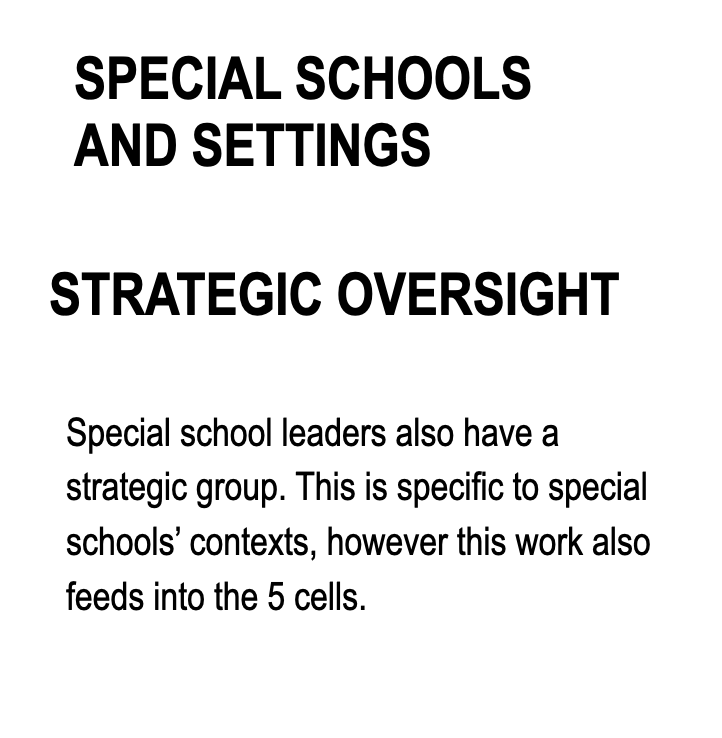 SPECIAL SCHOOLS
AND SETTINGS
STRATEGIC OVERSIGHT
Special school leaders also have a
strategic group. This is specific to special
schools’ contexts, however this work also
feeds into the 5 cells.